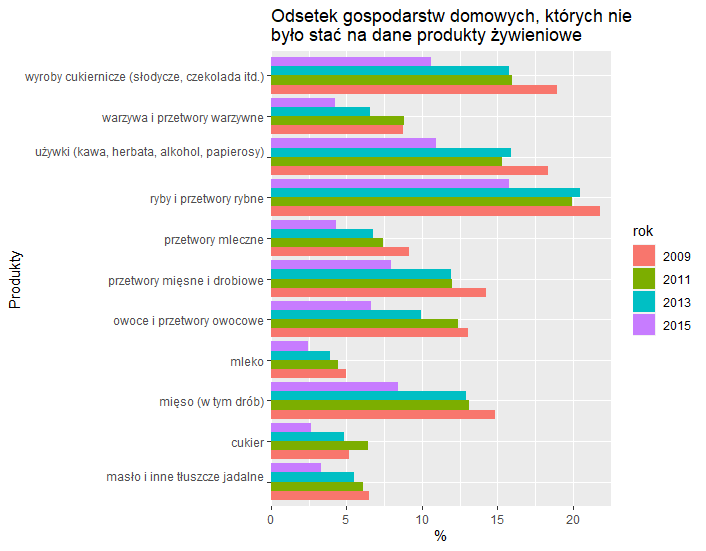 Odsetek gospodarstw domowych, których nie
było stać na dane produkty żywieniowe
Produkty
wyroby cukiernicze (słodycze, czekolada itd.)
warzywa i przetwory warzywne
używki (kawa, herbata, alkohol, papierosy)
ryby i przetwory rybne
przetwory mleczne
przetwory mięsne i drobiowe
owoce i przetwory owocowe
mleko
mięso (w tym drób)
cukier
masło i inne tłuszcze jadalne
0 5 10 15 20
%
rok
2009
2011
2013
2015